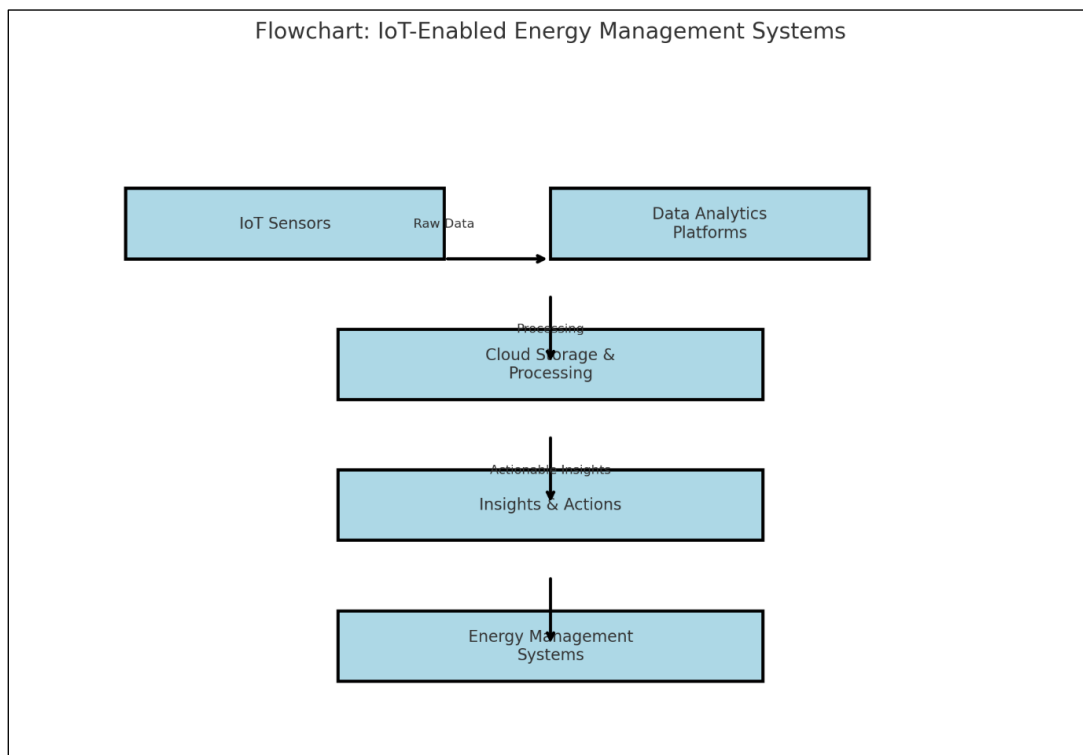 Flowchart: IoT-Enabled Energy Management Systems
IoT Sensors
Raw Data
Data Analytics
Platforms
Processing
Cloud Storage &
Processing
Actionable Insights
Insights & Actions
Energy Management
Systems